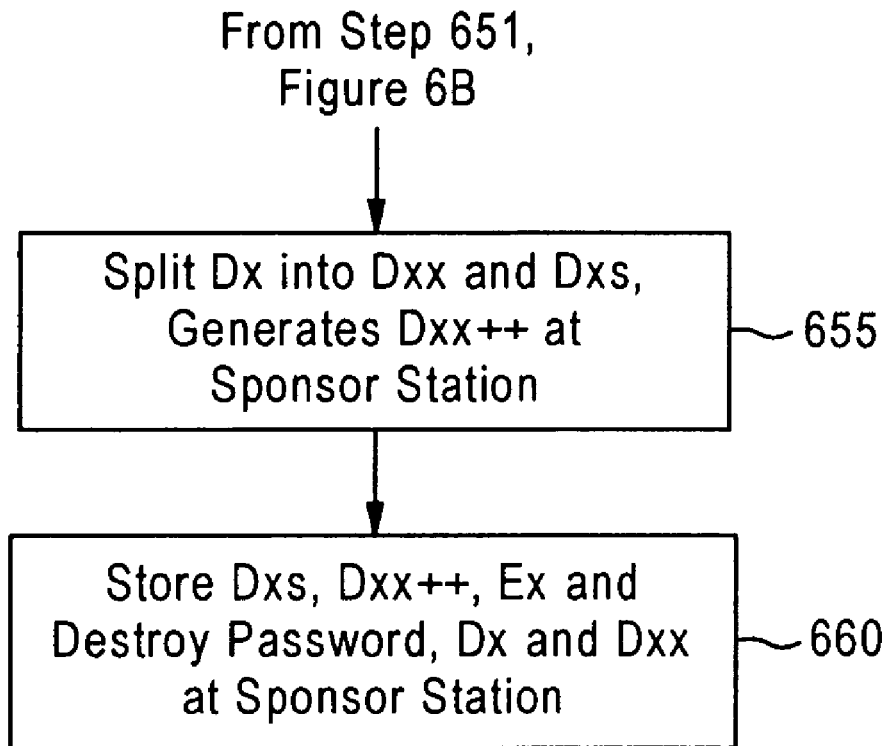 From Step 651,
Figure 6B
Split Dx into Dxx and Dxs,
Generates Dxx++ at
Sponsor Station
655
Store Dxs, Dxx++, Ex and
Destroy Password, Dx and Dxx
at Sponsor Station
660